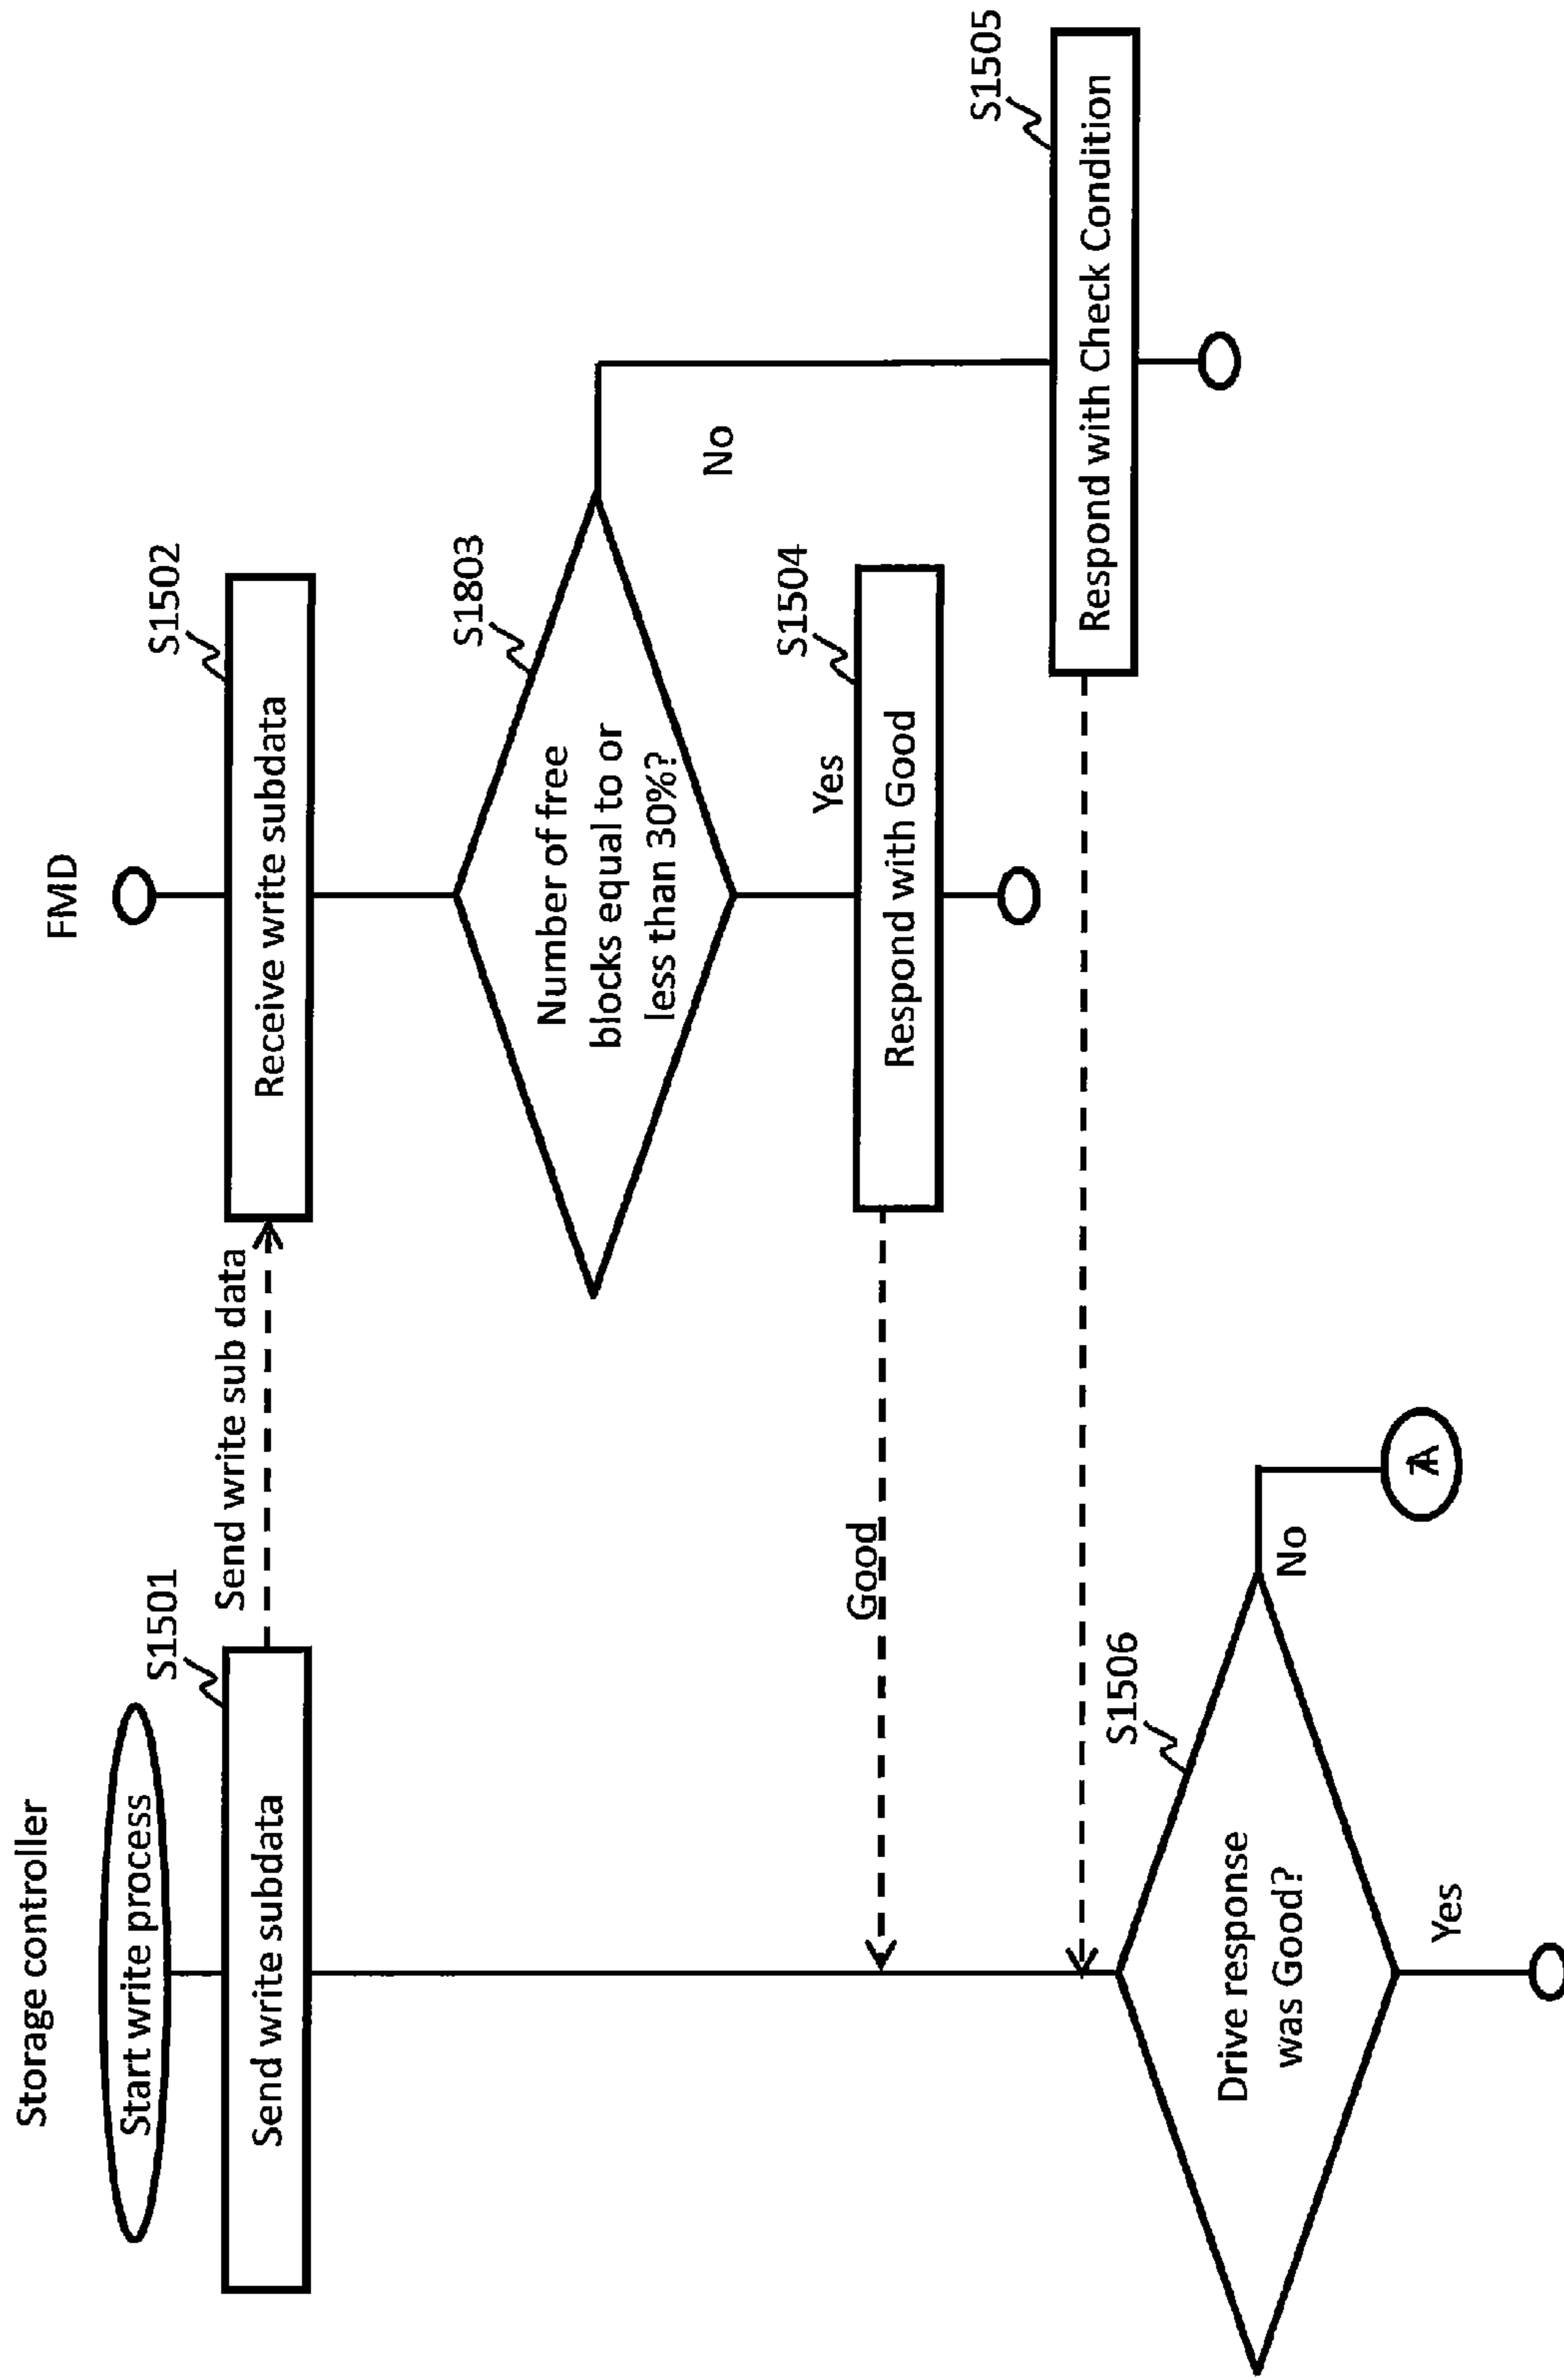 Storage controller
FMD
Start write process
S1501
Send write subdata
Send write sub data
S1502
Receive write subdata
S1803
Number of free
blocks equal to or
less than 30%?
No
Yes
S1504
Respond with Good
Good
S1505
Respond with Check Condition
S1506
Drive response
was Good?
No
A
Yes